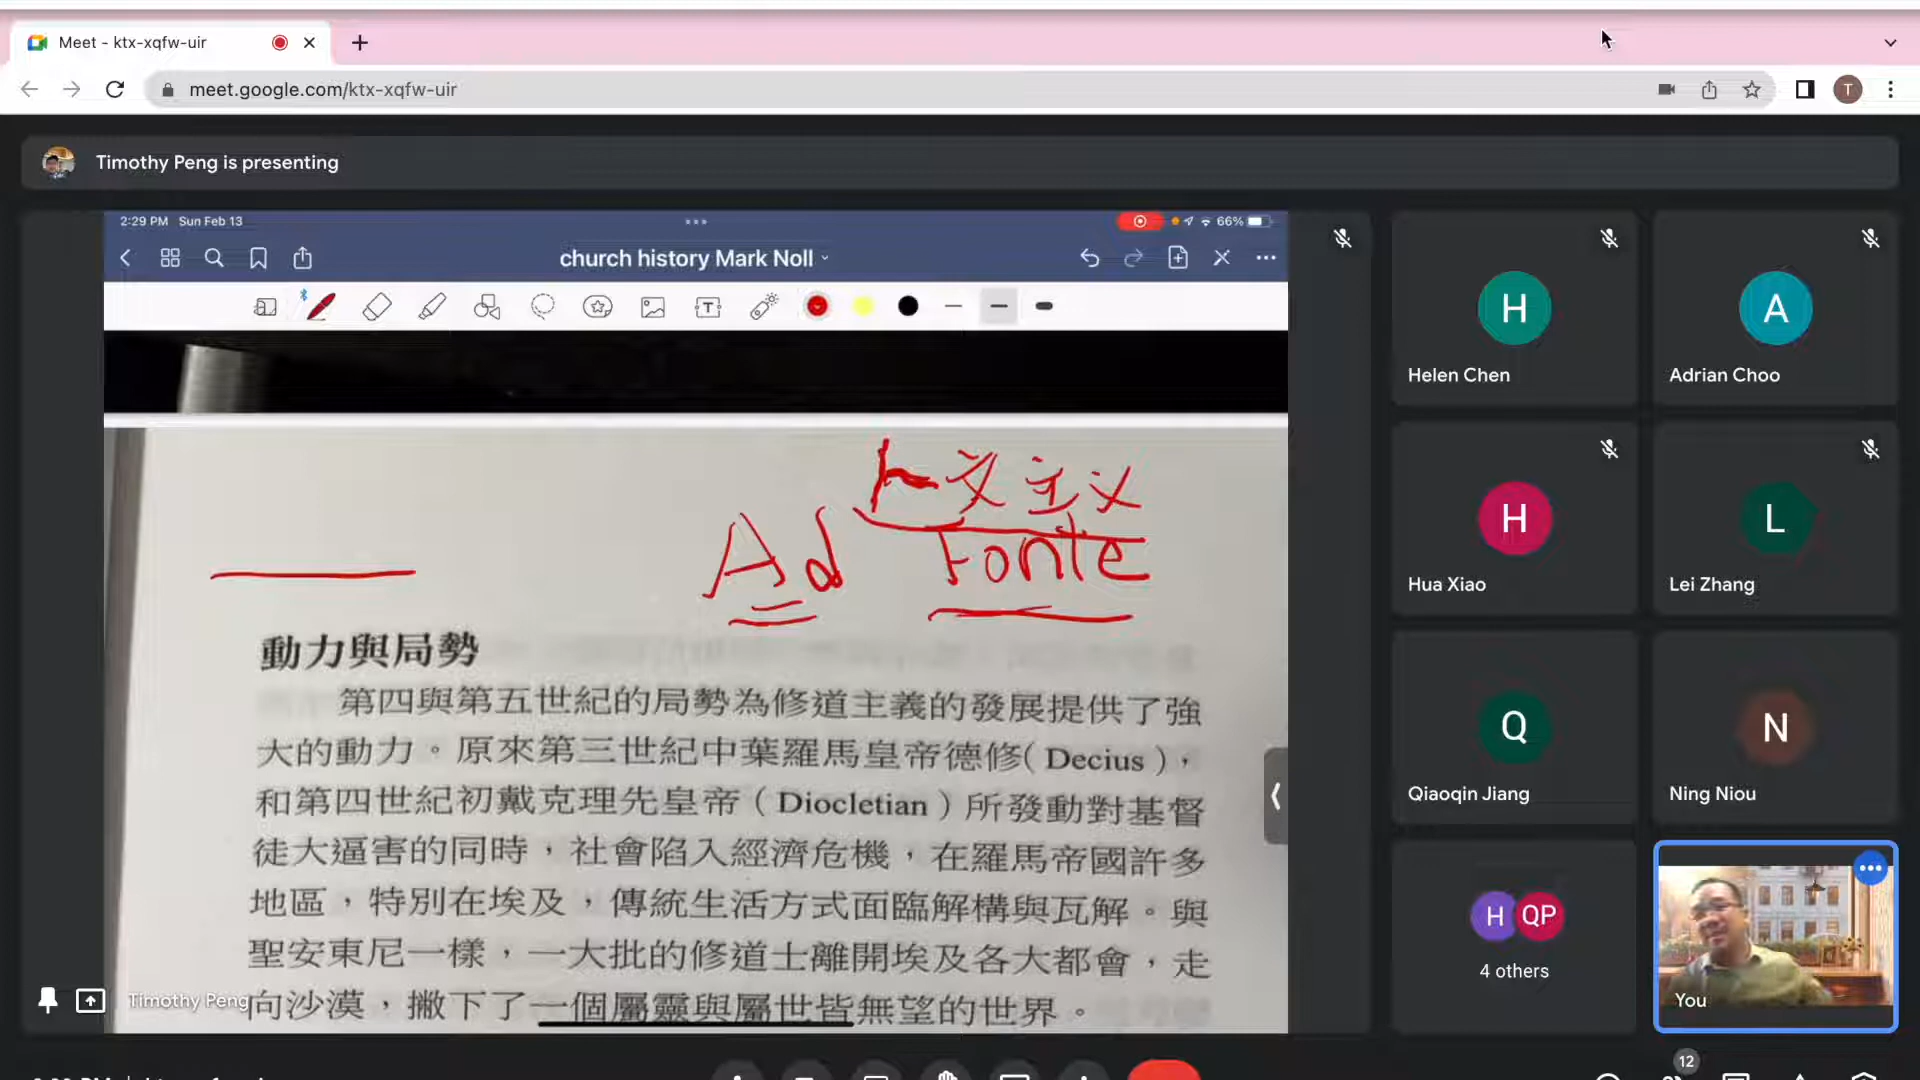 Meet - ktx-xqfw-uir
meet.google.com/ktx-xqfw-uir
T
Timothy Peng is presenting
2:29 PM Sun Feb 13
66%
church history Mark Noll
T
人文主义
Ad Fonte
動力與局勢
第四與第五世紀的局勢為修道主義的發展提供了強
大的動力。原來第三世紀中葉羅馬皇帝德修(Decius),
和第四世紀初戴克理先皇帝(Diocletian)所發動對基督
徒大逼害的同時,社會陷入經濟危機,在羅馬帝國許多
地區,特別在埃及,傳統生活方式面臨解構與瓦解。與
聖安東尼一樣,一大批的修道士離開埃及各大都會,走
向沙漠,撇下了一個屬靈與屬世皆無望的世界。
Timothy Peng
H
Helen Chen
A
Adrian Choo
H
Hua Xiao
L
Lei Zhang
Q
Qiaoqin Jiang
N
Ning Niou
H QP
4 others
You
12